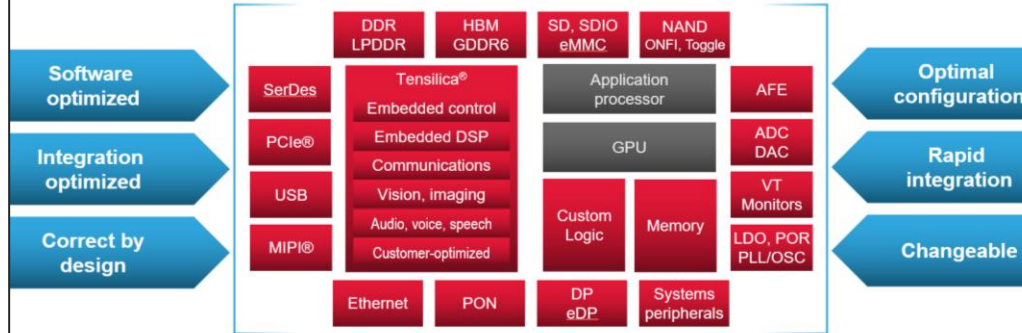 Software
optimized
Integration
optimized
Correct by
design
DDR
LPDDR
HBM
GDDR6
SD, SDIO
eMMC
NAND
ONFI, Toggle
SerDes
PCIe®
USB
MIPI®
Tensilica®
Embedded control
Embedded DSP
Communications
Vision, imaging
Audio, voice, speech
Customer-optimized
Application
processor
GPU
Custom
Logic
Memory
AFE
ADC
DAC
VT
Monitors
LDO, POR
PLL/OSC
Ethernet
PON
DP
eDP
Systems
peripherals
Optimal
configuration
Rapid
integration
Changeable